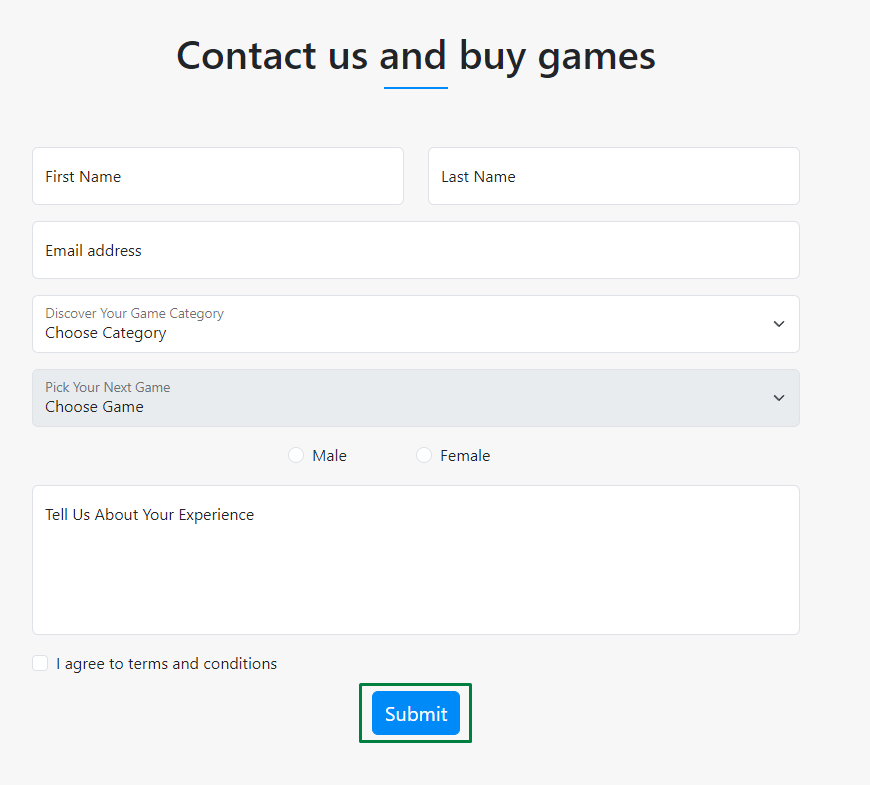 Contact us and buy games
First Name
Last Name
Email address
Discover Your Game Category
Choose Category
Pick Your Next Game
Choose Game
Male
Female
Tell Us About Your Experience
I agree to terms and conditions
Submit